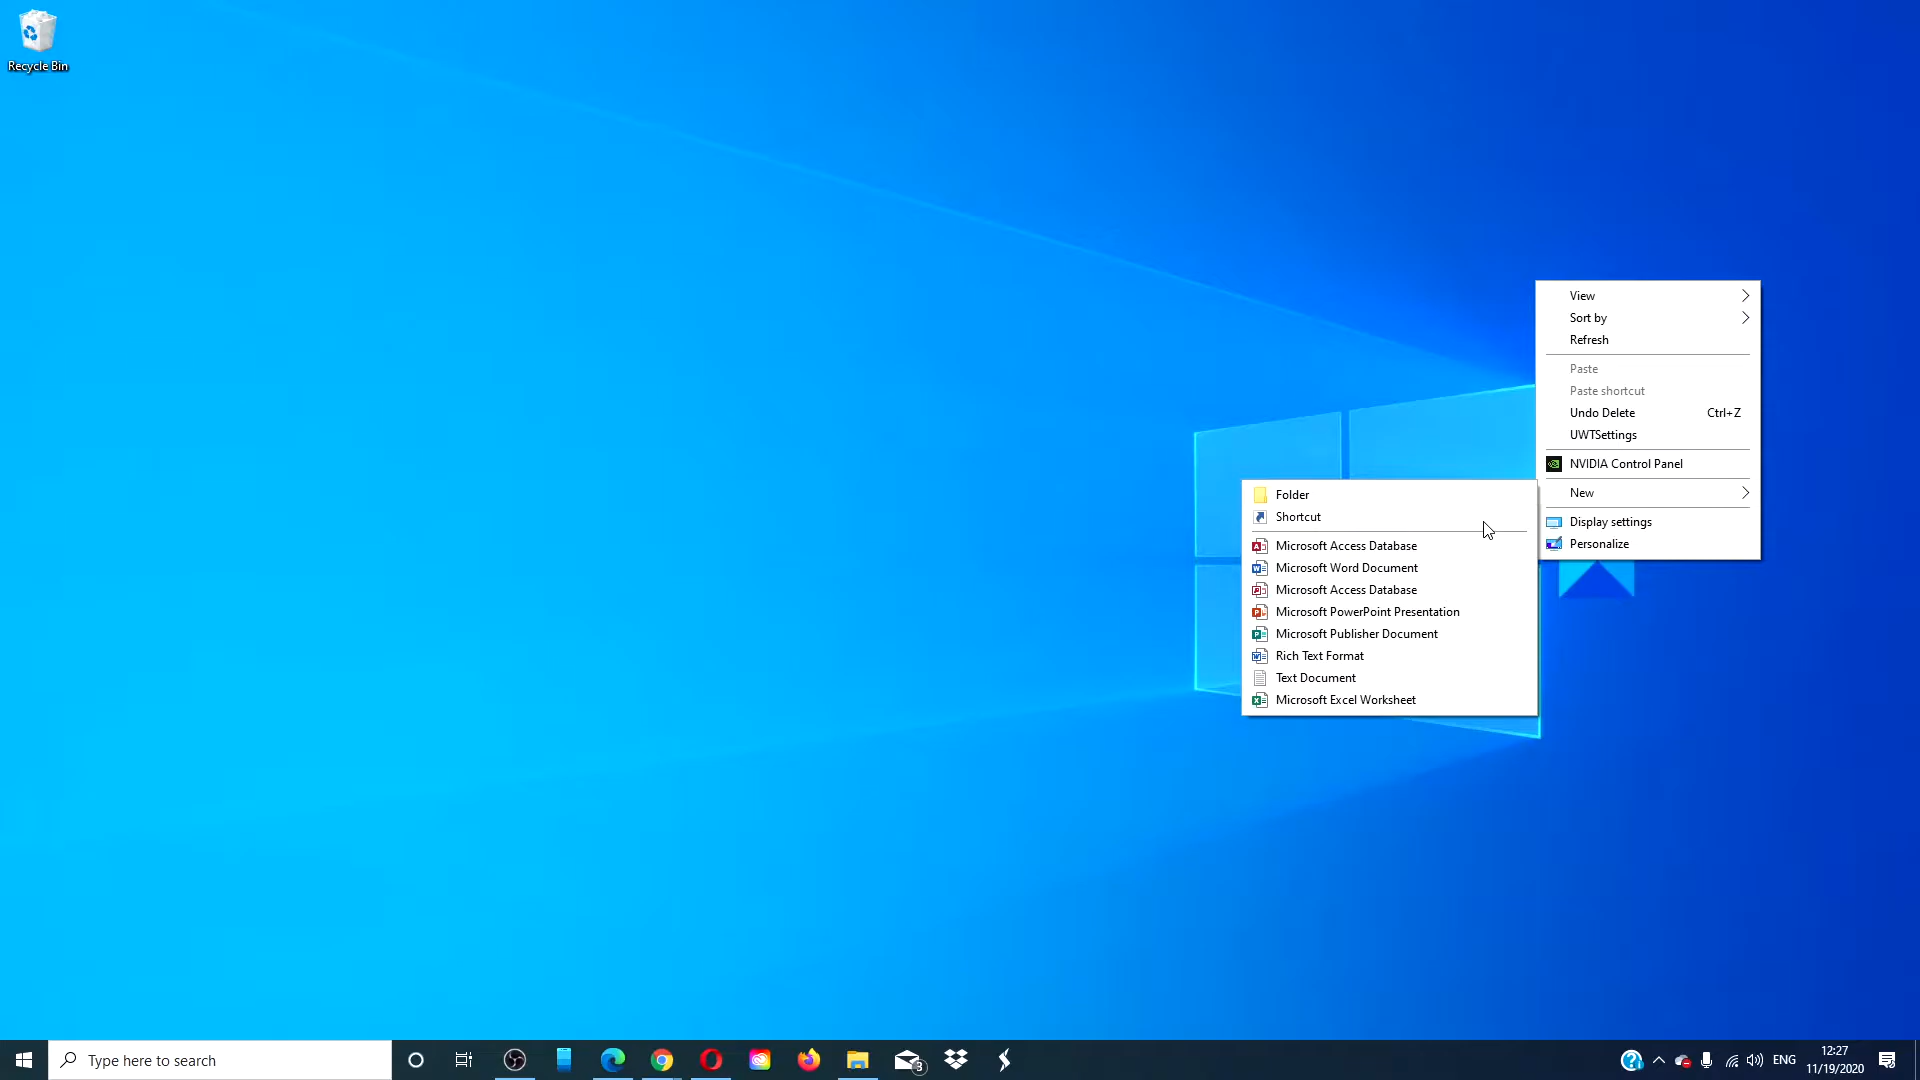 Recycle Bin
View
Sort by
Refresh
Paste
Paste shortcut
Undo Delete Ctrl+Z
UWTSettings
NVIDIA Control Panel
New
Display settings
Personalize
Folder
Shortcut
Microsoft Access Database
Microsoft Word Document
Microsoft Access Database
Microsoft PowerPoint Presentation
Microsoft Publisher Document
Rich Text Format
Text Document
Microsoft Excel Worksheet
Type here to search
3
ENG
12:27
11/19/2020